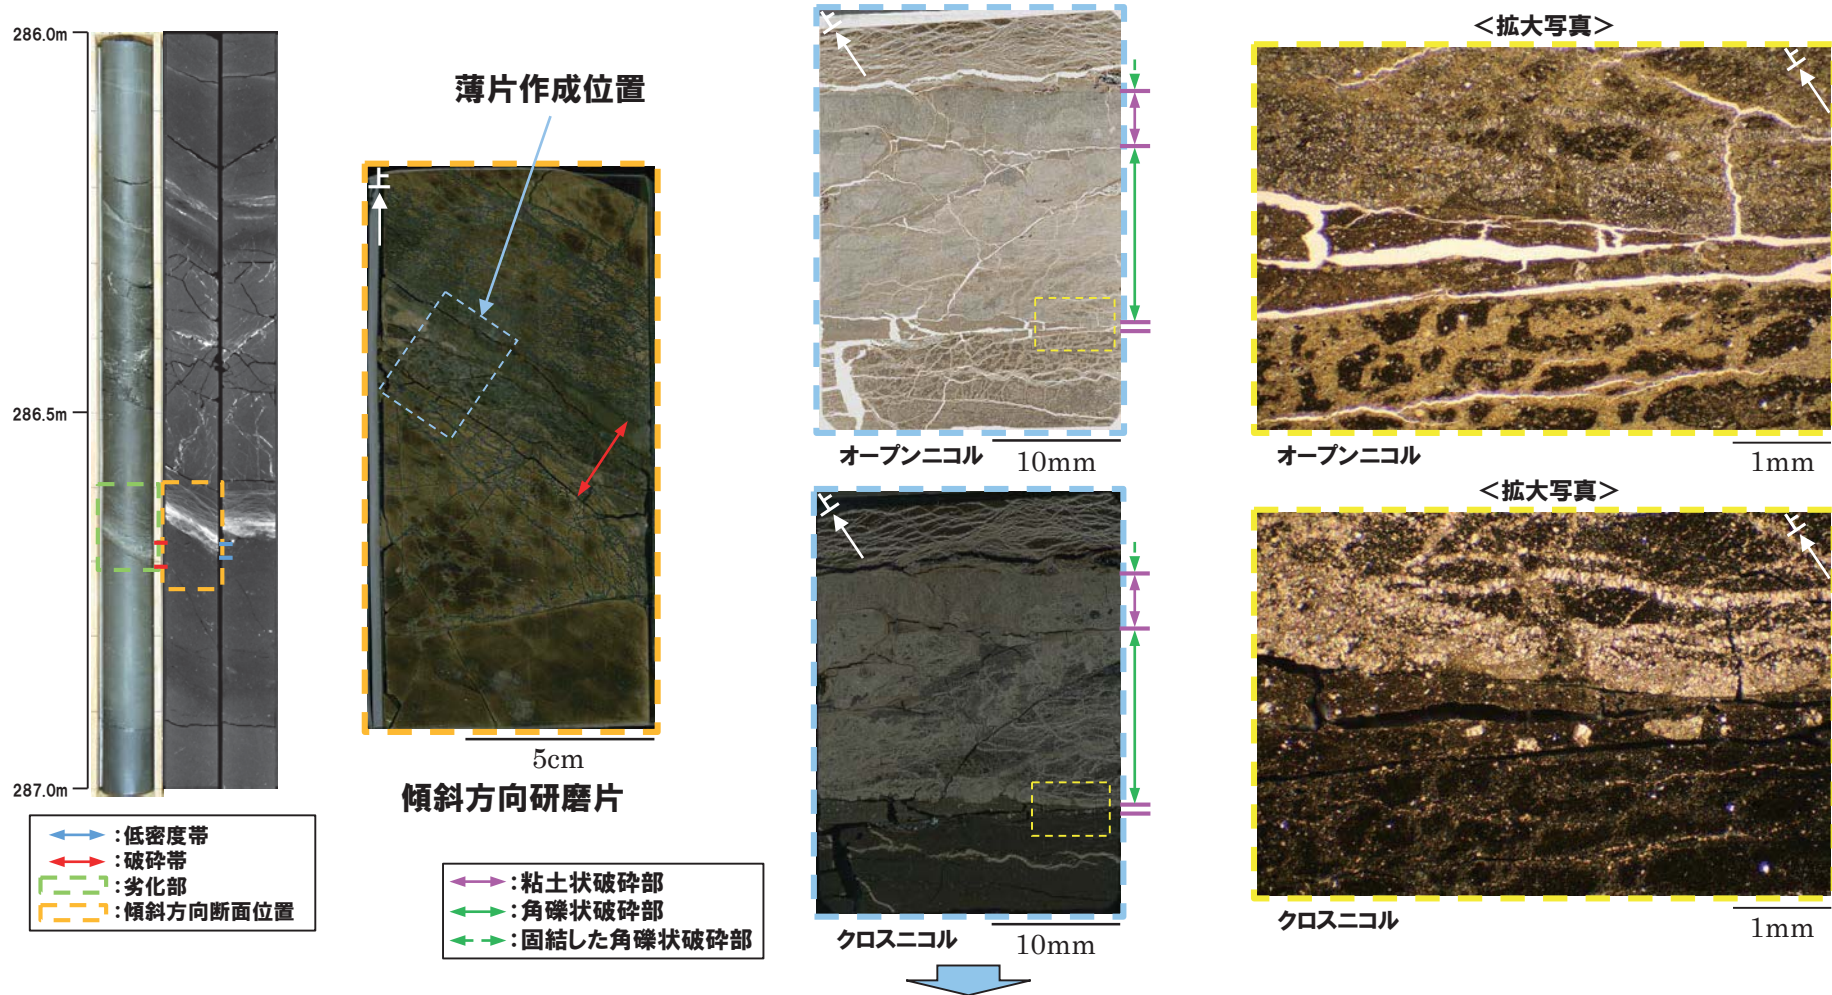 286.0m
286.5m
287.0m
:低密度帯
:破砕帯
:劣化部
:傾斜方向断面位置
薄片作成位置
上
5cm
傾斜方向研磨片
:粘土状破砕部
:角礫状破砕部
:固結した角礫状破砕部
上
オープンニコル
10mm
上
クロスニコル
10mm
<拡大写真>
上
オープンニコル
1mm
<拡大写真>
上
クロスニコル
1mm